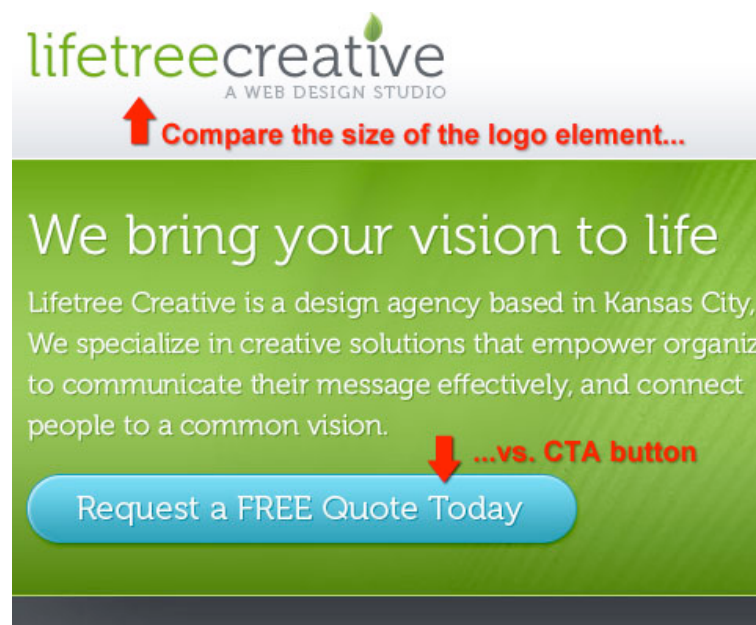 lifetreecreative
A WEB DESIGN STUDIO
Compare the size of the logo element...
We bring your vision to life
Lifetree Creative is a design agency based in Kansas City,
We specialize in creative solutions that empower organiz
to communicate their message effectively, and connect
people to a common vision.
...vs. CTA button
Request a FREE Quote Today